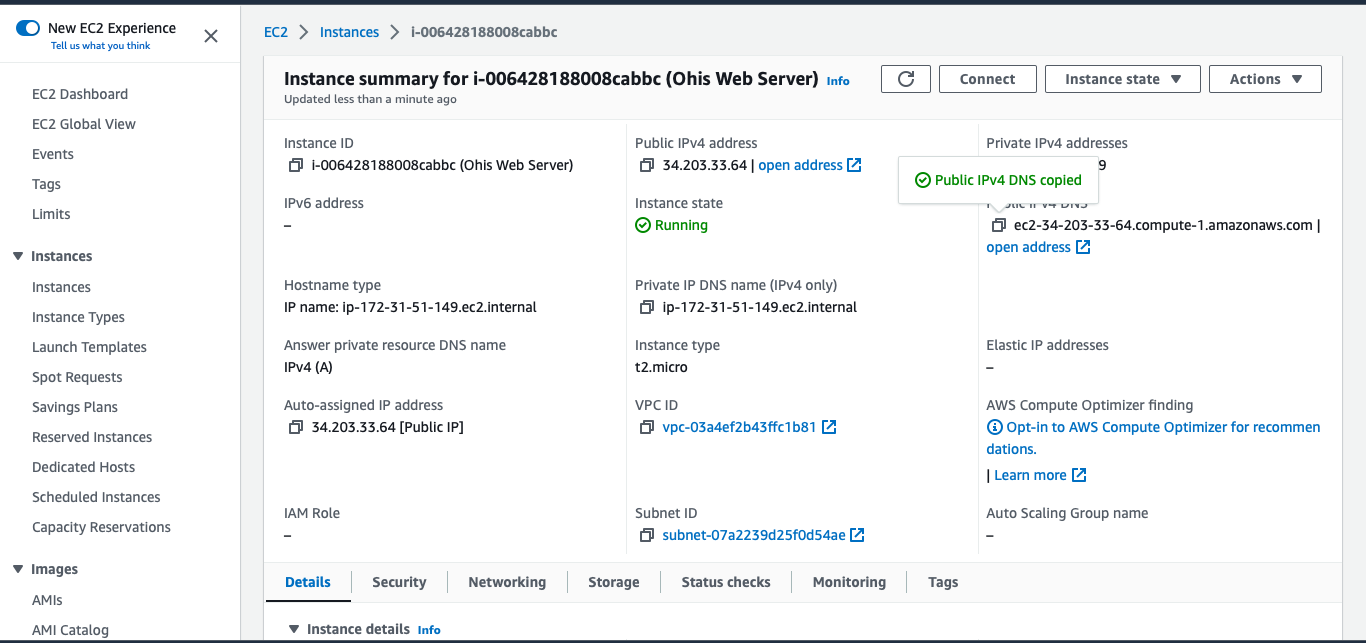 New EC2 Experience
Tell us what you think
EC2 Dashboard
EC2 Global View
Events
Tags
Limits
Instances
Instances
Instance Types
Launch Templates
Spot Requests
Savings Plans
Reserved Instances
Dedicated Hosts
Scheduled Instances
Capacity Reservations
Images
AMIs
AMI Catalog
EC2 > Instances > i-006428188008cabbc
Instance summary for i-006428188008cabbc (Ohis Web Server) Info
Updated less than a minute ago
Connect
Instance state
Actions
Instance ID
i-006428188008cabbc (Ohis Web Server)
Public IPv4 address
34.203.33.64 | open address
Private IPv4 addresses
9
Public IPv4 DNS copied
IPv6 address
–
Instance state
Running
Public IPv4 DNS
ec2-34-203-33-64.compute-1.amazonaws.com |
open address
Hostname type
IP name: ip-172-31-51-149.ec2.internal
Private IP DNS name (IPv4 only)
ip-172-31-51-149.ec2.internal
Answer private resource DNS name
IPv4 (A)
Instance type
t2.micro
Elastic IP addresses
–
Auto-assigned IP address
34.203.33.64 [Public IP]
VPC ID
vpc-03a4ef2b43ffc1b81
AWS Compute Optimizer finding
Opt-in to AWS Compute Optimizer for recommen
dations.
| Learn more
IAM Role
–
Subnet ID
subnet-07a2239d25f0d54ae
Auto Scaling Group name
–
Details
Security
Networking
Storage
Status checks
Monitoring
Tags
Instance details Info